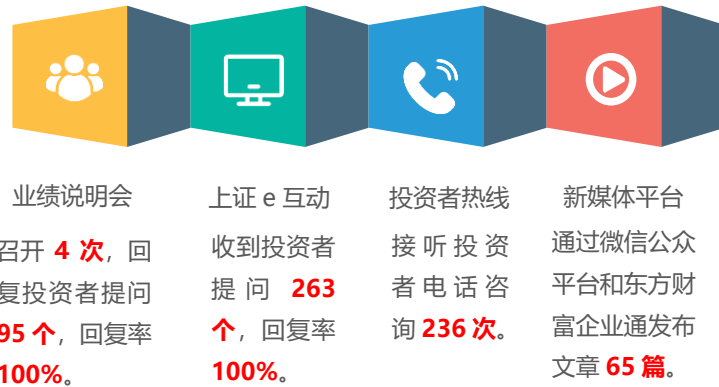 业绩说明会
召开 4 次，回
复投资者提问
95 个，回复率
100%。
上证 e 互动
收到投资者
提问 263
个，回复率
100%。
投资者热线
接听投资
者电话咨
询 236 次。
新媒体平台
通过微信公众
平台和东方财
富企业通发布
文章 65 篇。